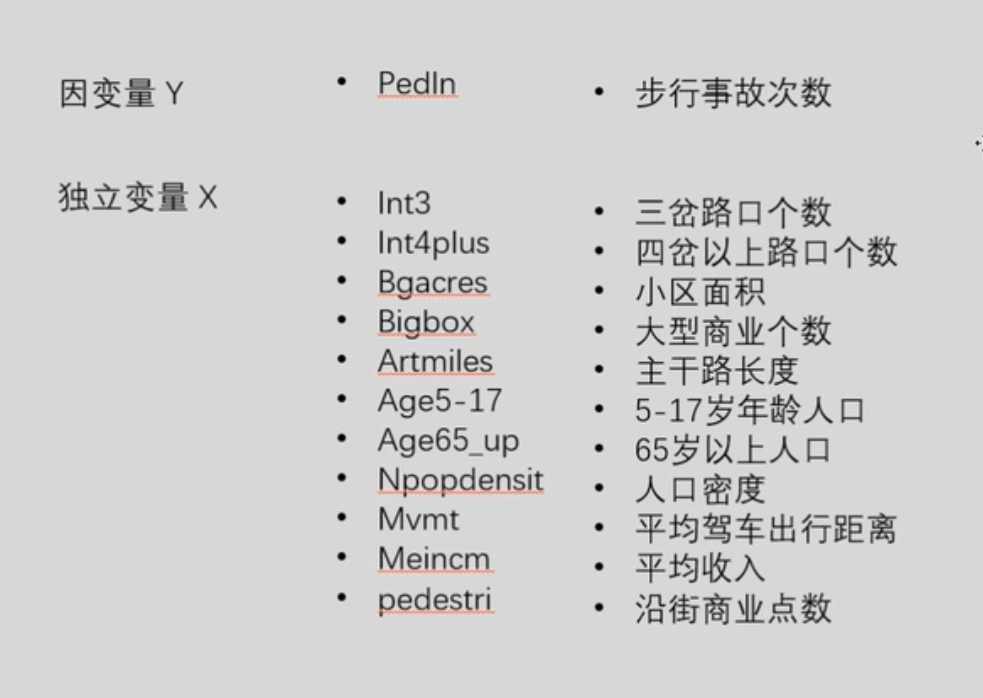 因变量 Y • PedIn • 步行事故次数
独立变量 X • Int3 • 三岔路口个数
• Int4plus • 四岔以上路口个数
• Bgacres • 小区面积
• Bigbox • 大型商业个数
• Artmiles • 主干路长度
• Age5-17 • 5-17岁年龄人口
• Age65_up • 65岁以上人口
• Npopdensit • 人口密度
• Mvmt • 平均驾车出行距离
• Meincm • 平均收入
• pedestri • 沿街商业点数